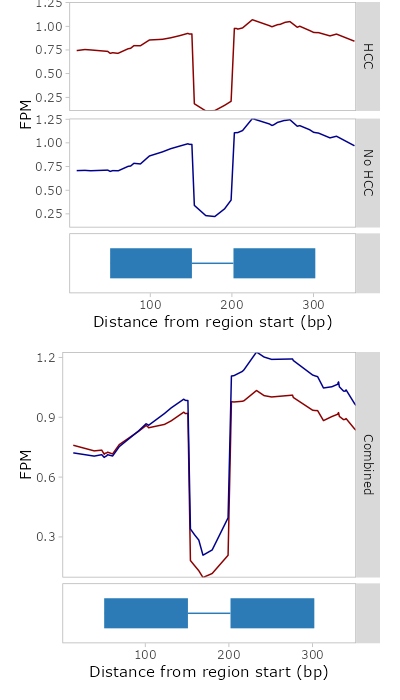 1.25
1.00
0.75
0.50
0.25
HCC
FPM
1.25
1.00
0.75
0.50
0.25
No HCC
100 200 300
Distance from region start (bp)
1.2
0.9
0.6
0.3
FPM
Combined
100 200 300
Distance from region start (bp)